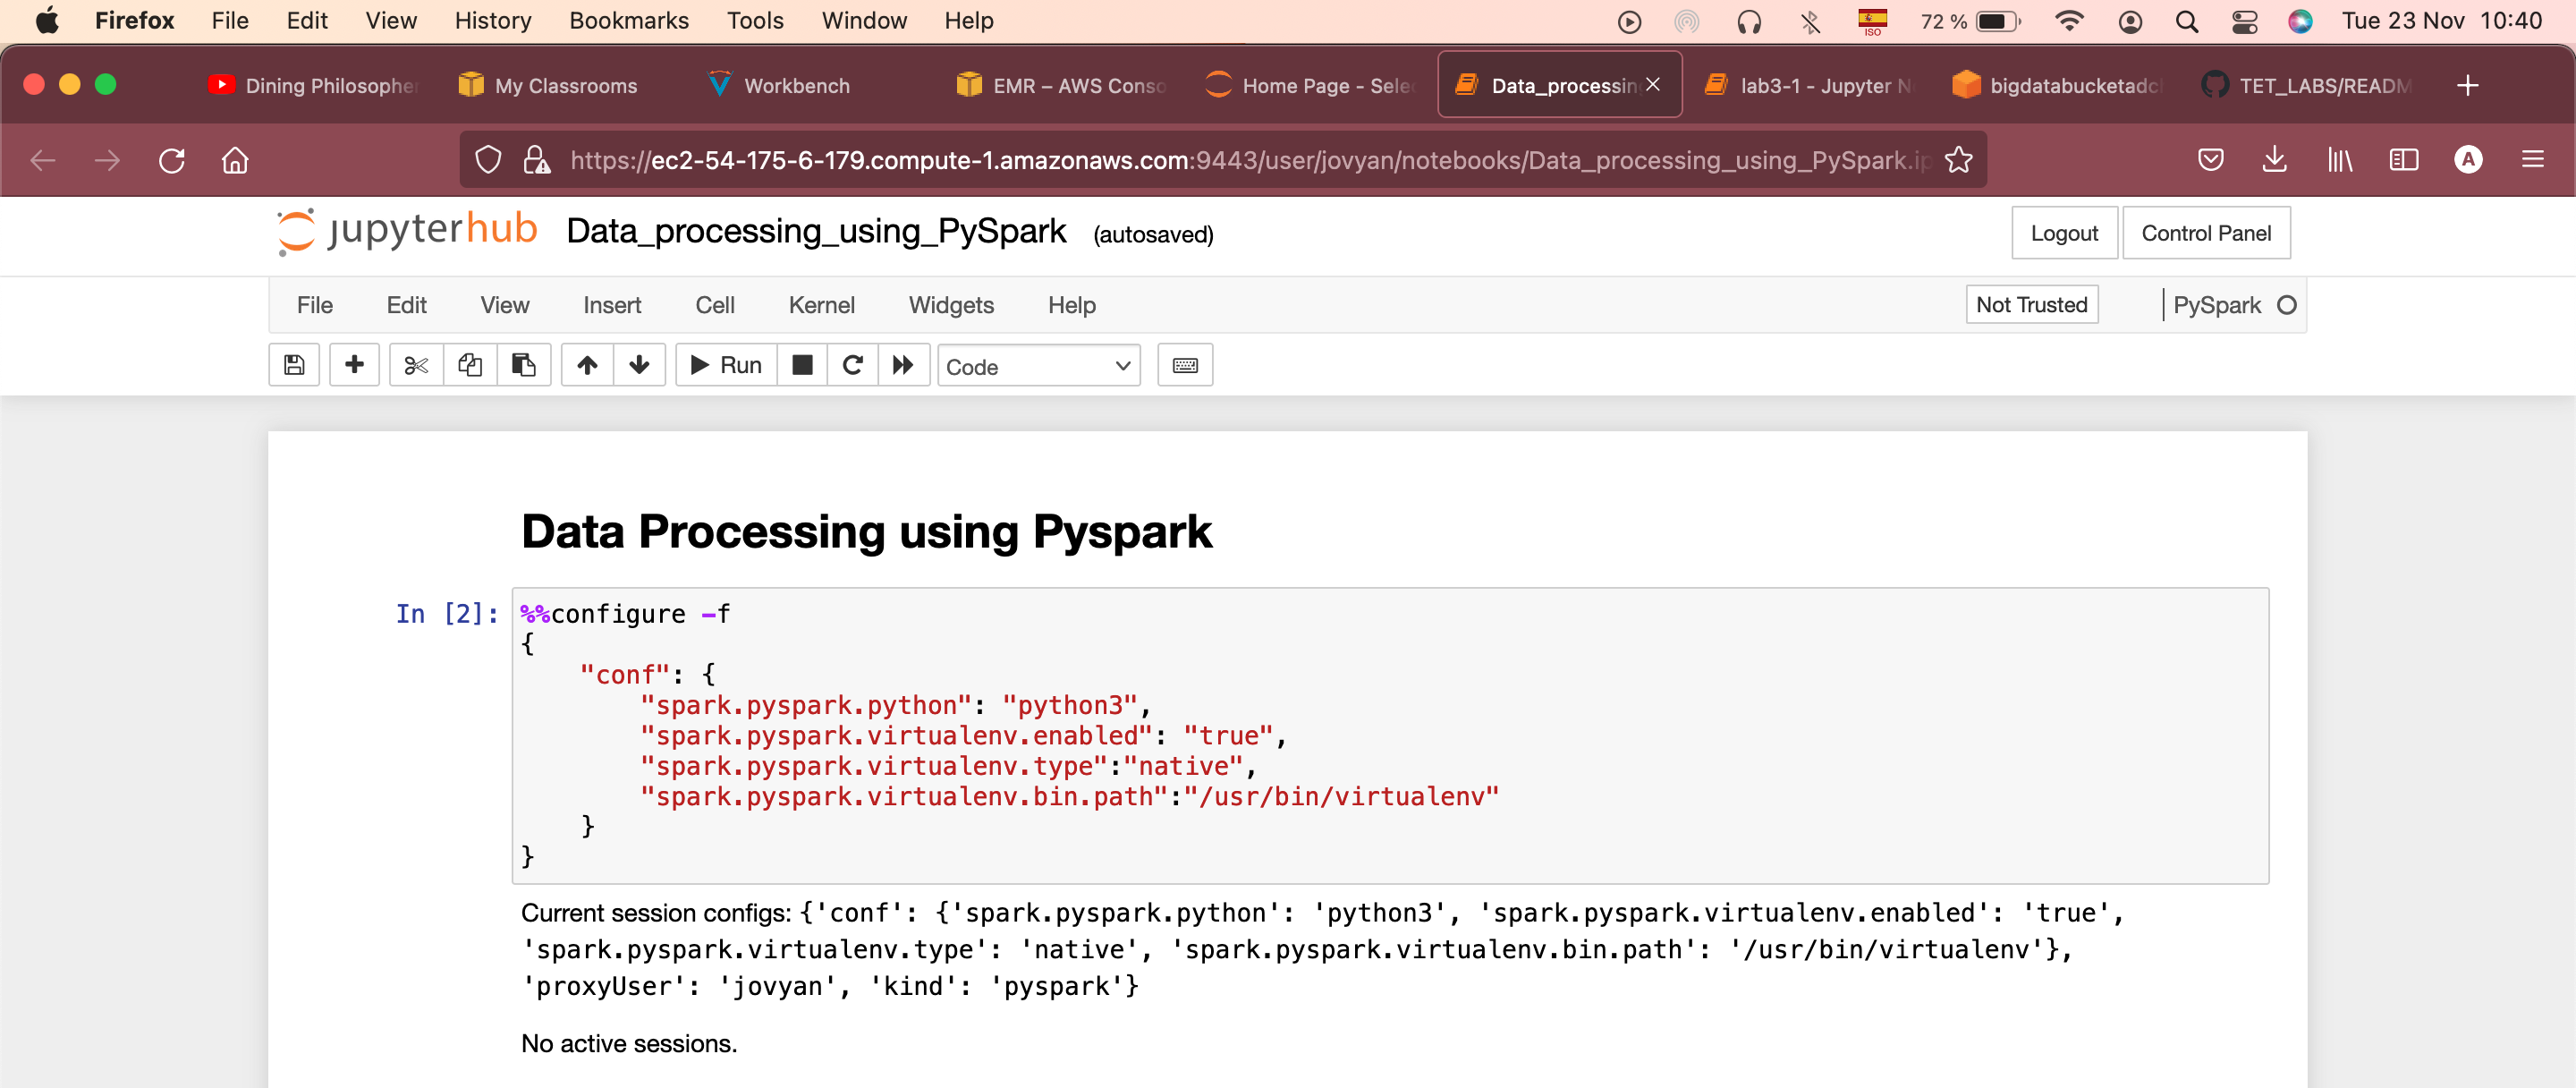 Firefox File Edit View History Bookmarks Tools Window Help ISO 72 % Tue 23 Nov 10:40
Dining Philosopher My Classrooms Workbench EMR – AWS Conso Home Page - Sele Data_processin lab3-1 - Jupyter N bigdatabucketadc TET_LABS/READM
https://ec2-54-175-6-179.compute-1.amazonaws.com:9443/user/jovyan/notebooks/Data_processing_using_PySpark.ip A
jupyterhub Data_processing_using_PySpark (autosaved) Logout Control Panel
File Edit View Insert Cell Kernel Widgets Help Not Trusted PySpark
Run Code
Data Processing using Pyspark
In [2]: %%configure -f
{
"conf": {
"spark.pyspark.python": "python3",
"spark.pyspark.virtualenv.enabled": "true",
"spark.pyspark.virtualenv.type":"native",
"spark.pyspark.virtualenv.bin.path":"/usr/bin/virtualenv"
}
}
Current session configs: {'conf': {'spark.pyspark.python': 'python3', 'spark.pyspark.virtualenv.enabled': 'true',
'spark.pyspark.virtualenv.type': 'native', 'spark.pyspark.virtualenv.bin.path': '/usr/bin/virtualenv'},
'proxyUser': 'jovyan', 'kind': 'pyspark'}
No active sessions.